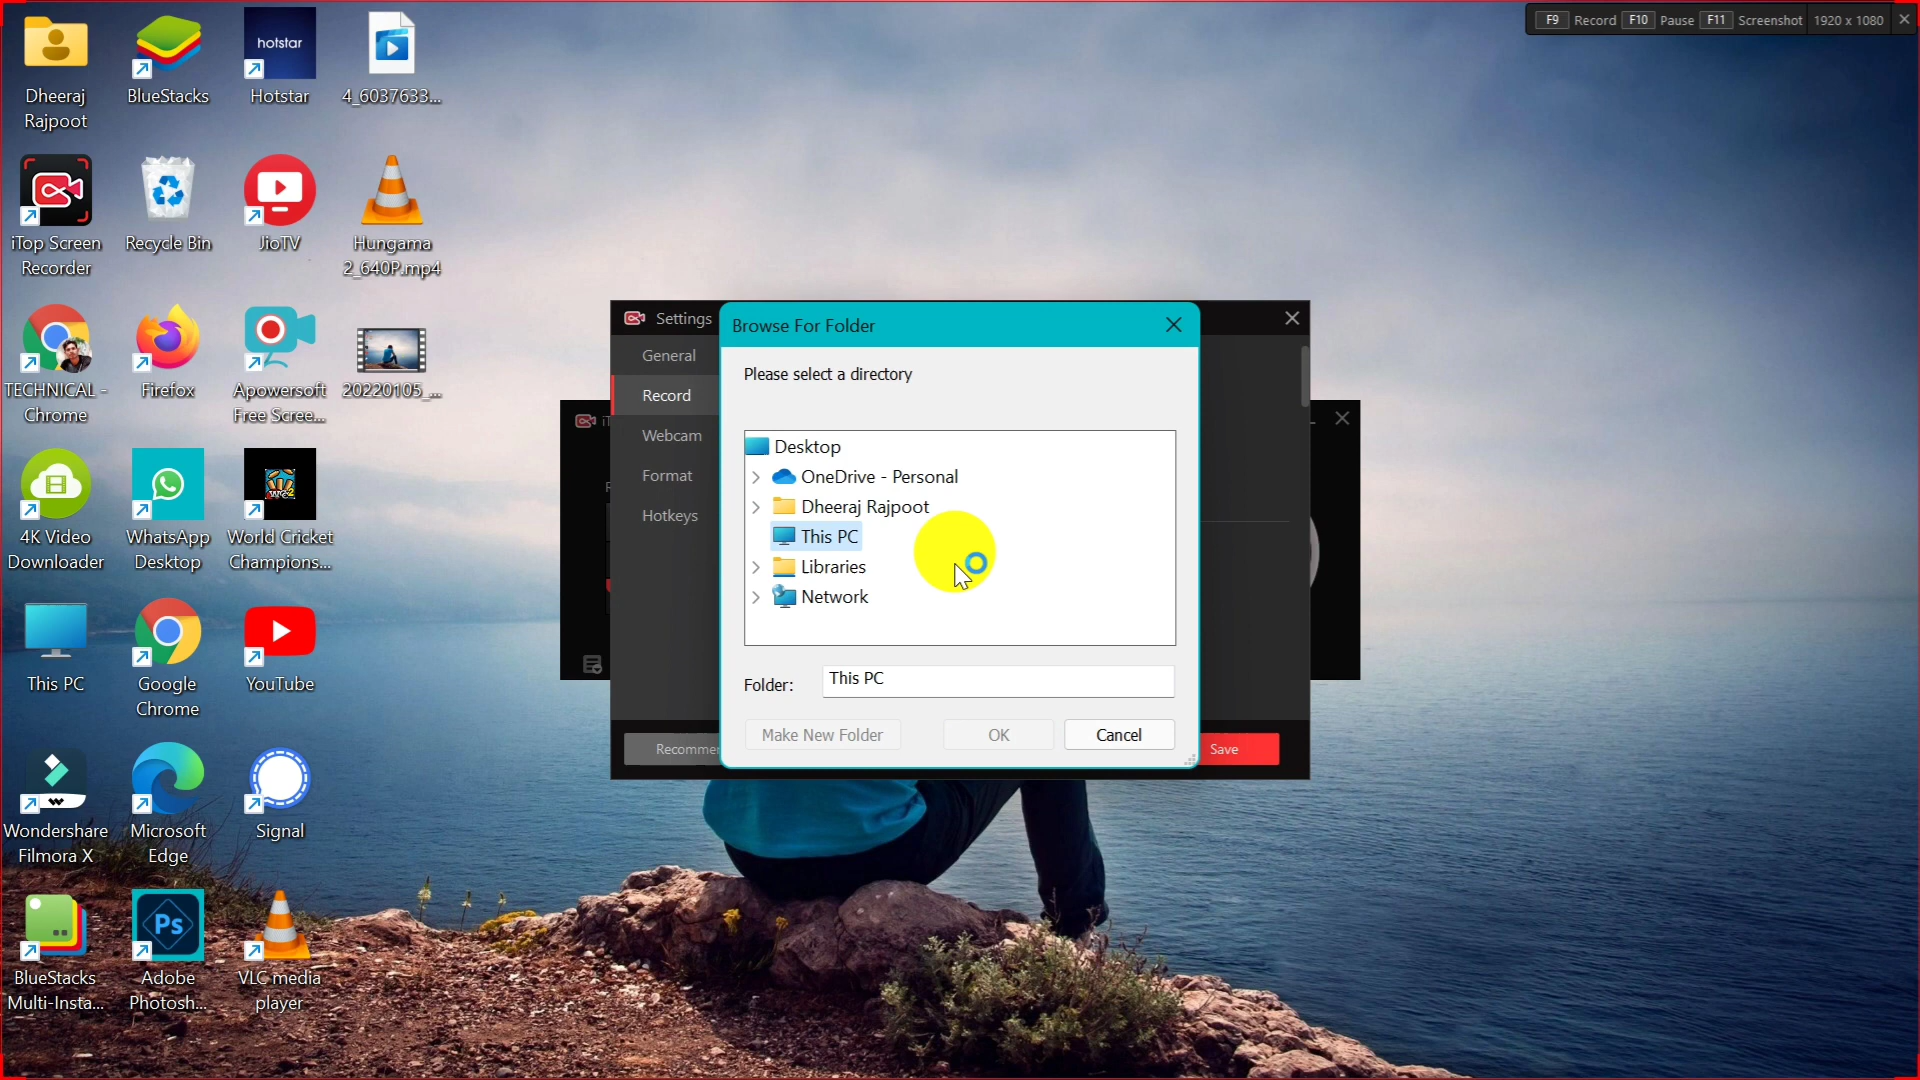 F9 Record F10 Pause F11 Screenshot 1920 x 1080
Dheeraj
Rajpoot
BlueStacks
Hotstar
hotstar
4_6037633...
iTop Screen
Recorder
Recycle Bin
JioTV
Hungama
2_640P.mp4
TECHNICAL -
Chrome
Firefox
Apowersoft
Free Scree...
20220105_...
4K Video
Downloader
WhatsApp
Desktop
World Cricket
Champions...
This PC
Google
Chrome
YouTube
Wondershare
Filmora X
Microsoft
Edge
Signal
BlueStacks
Multi-Insta...
Ps
Adobe
Photosh...
VLC media
player
Settings
General
Record
Webcam
Format
Hotkeys
Recommen
Save
Browse For Folder
Please select a directory
Desktop
OneDrive - Personal
Dheeraj Rajpoot
This PC
Libraries
Network
Folder: This PC
Make New Folder OK Cancel